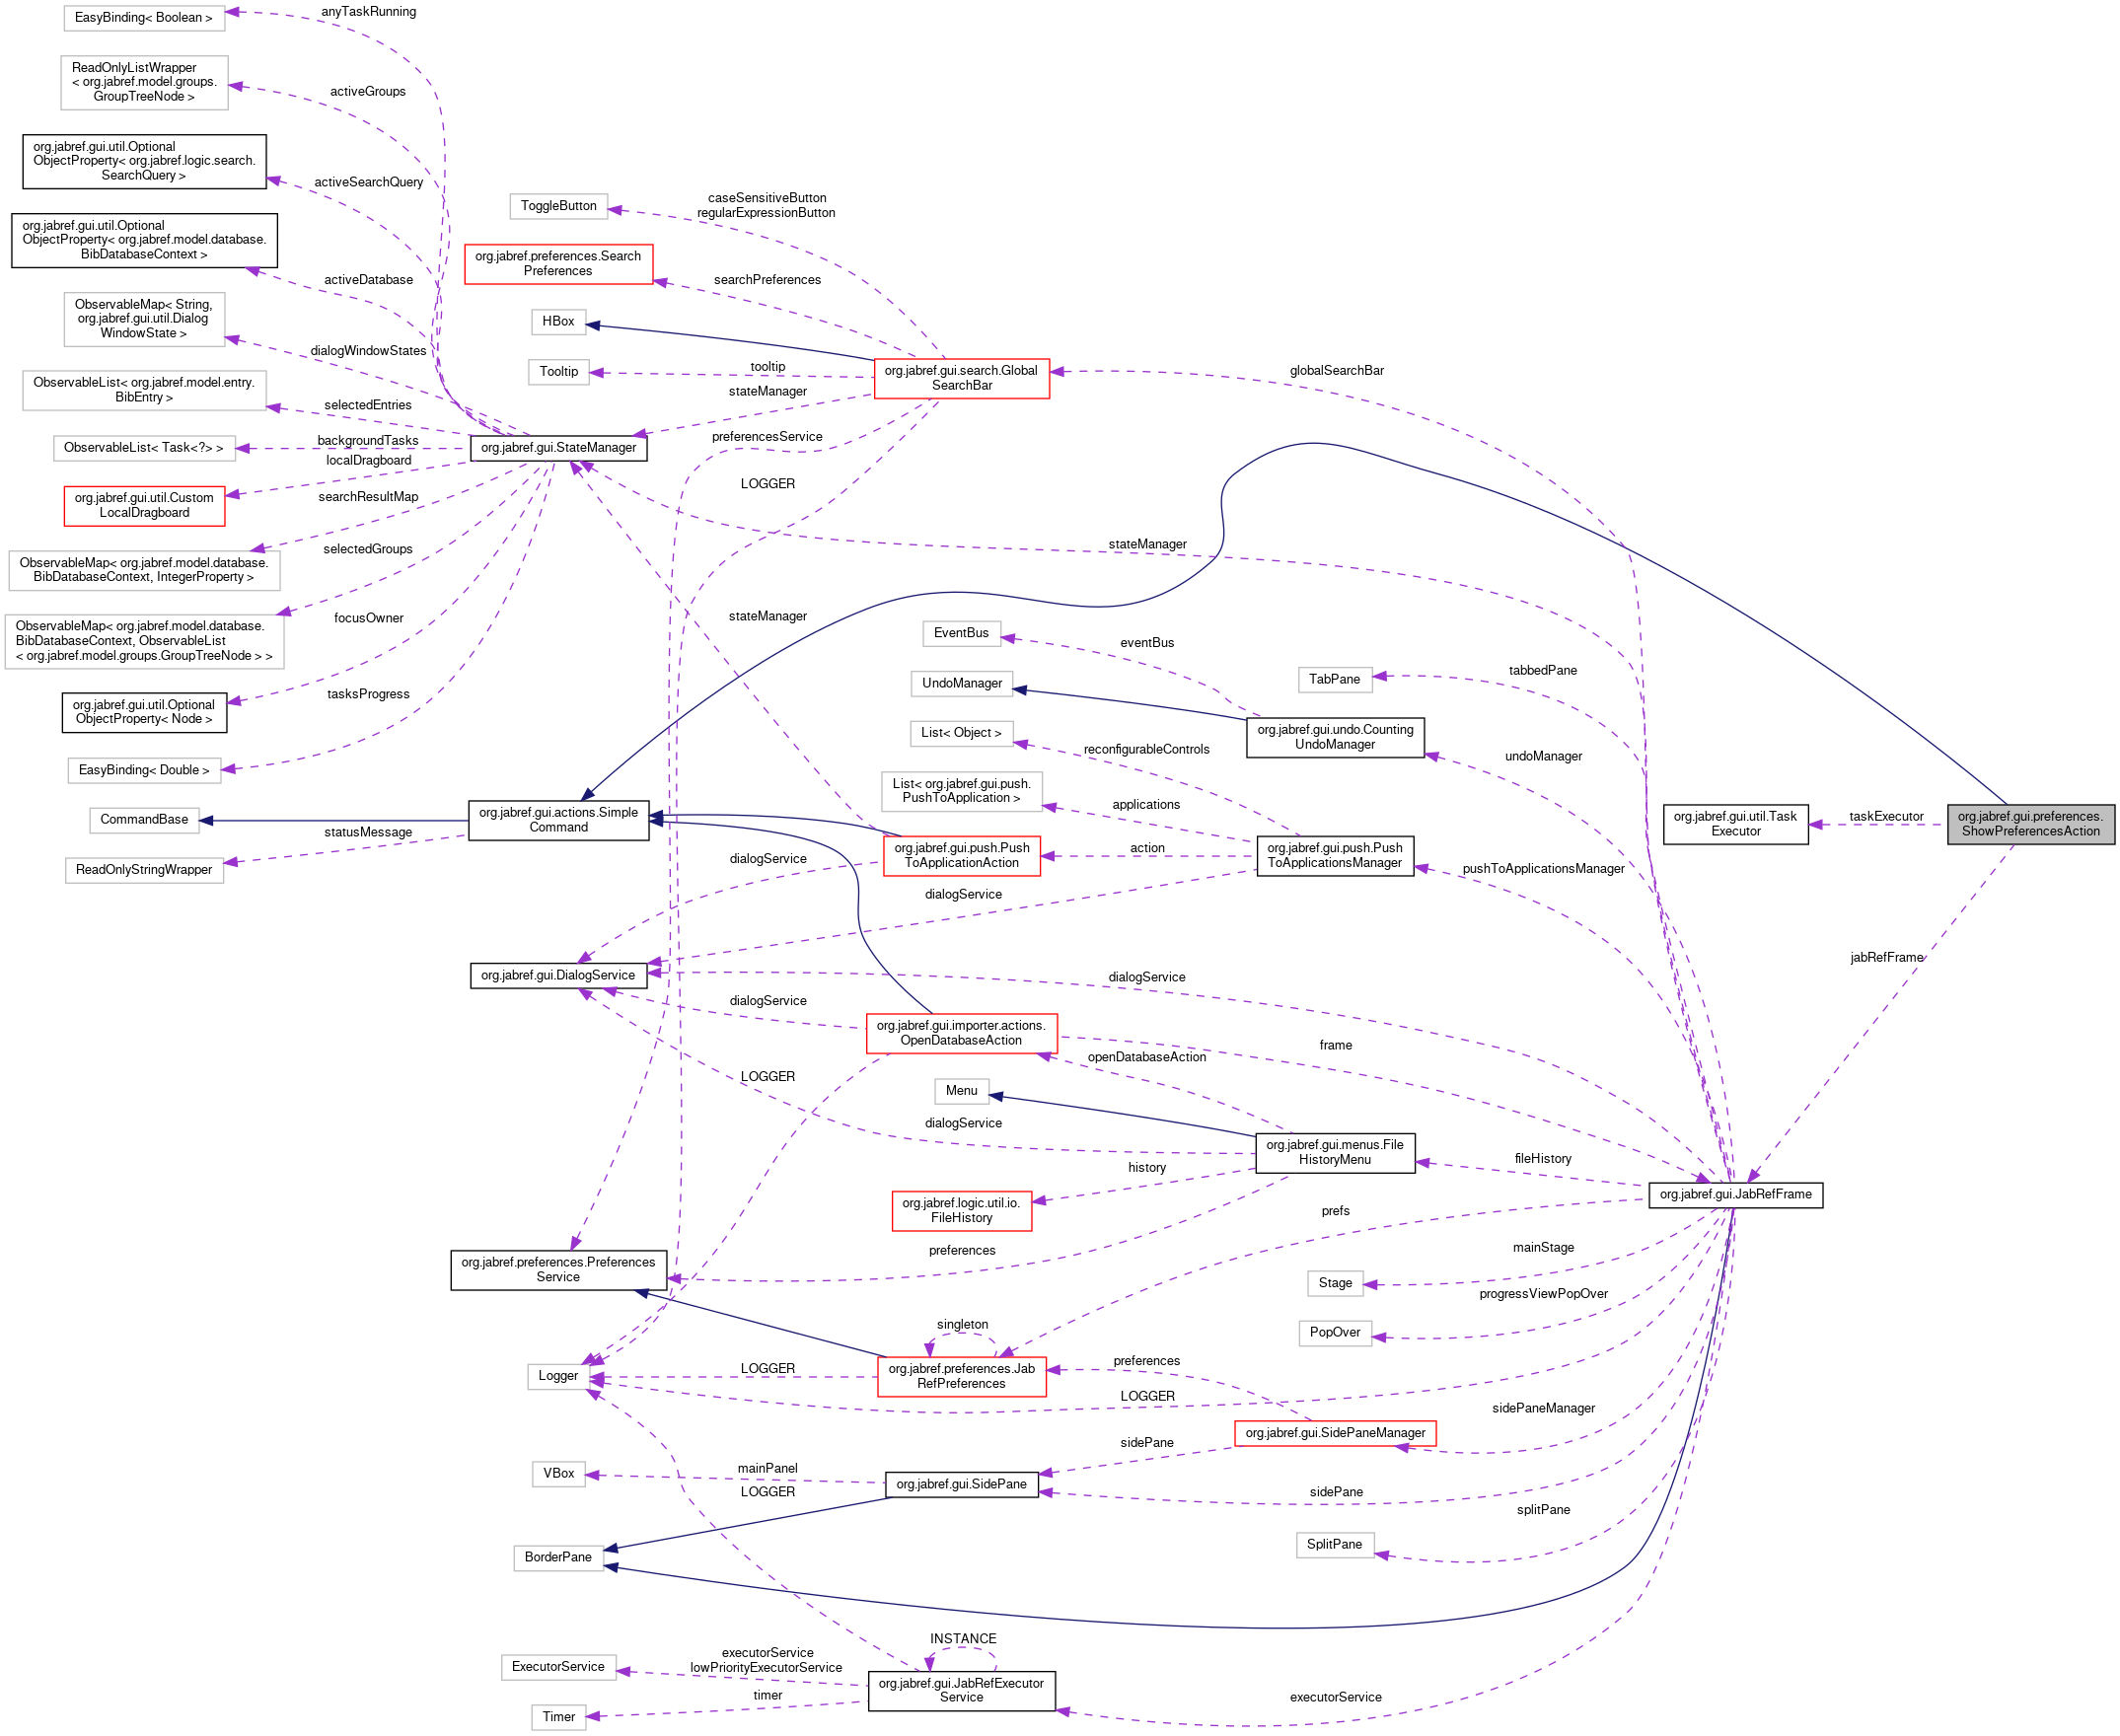 EasyBinding< Boolean >
anyTaskRunning
ReadOnlyListWrapper
< org.jabref.model.groups.
GroupTreeNode >
activeGroups
org.jabref.gui.util.Optional
ObjectProperty< org.jabref.logic.search.
SearchQuery >
activeSearchQuery
org.jabref.gui.util.Optional
ObjectProperty< org.jabref.model.database.
BibDatabaseContext >
activeDatabase
ObservableMap< String,
org.jabref.gui.util.Dialog
WindowState >
dialogWindowStates
ObservableList< org.jabref.model.entry.
BibEntry >
selectedEntries
ObservableList< Task<?> >
backgroundTasks
localDragboard
org.jabref.gui.util.Custom
LocalDragboard
searchResultMap
ObservableMap< org.jabref.model.database.
BibDatabaseContext, IntegerProperty >
selectedGroups
ObservableMap< org.jabref.model.database.
BibDatabaseContext, ObservableList
< org.jabref.model.groups.GroupTreeNode > >
focusOwner
org.jabref.gui.util.Optional
ObjectProperty< Node >
tasksProgress
EasyBinding< Double >
CommandBase
statusMessage
ReadOnlyStringWrapper
ToggleButton
caseSensitiveButton
regularExpressionButton
org.jabref.preferences.Search
Preferences
searchPreferences
HBox
Tooltip
tooltip
org.jabref.gui.search.Global
SearchBar
stateManager
org.jabref.gui.StateManager
preferencesService
LOGGER
globalSearchBar
stateManager
stateManager
EventBus
eventBus
UndoManager
org.jabref.gui.undo.Counting
UndoManager
List< Object >
reconfigurableControls
List< org.jabref.gui.push.
PushToApplication >
applications
org.jabref.gui.actions.Simple
Command
org.jabref.gui.push.Push
ToApplicationAction
action
org.jabref.gui.push.Push
ToApplicationsManager
dialogService
dialogService
TabPane
tabbedPane
undoManager
pushToApplicationsManager
org.jabref.gui.util.Task
Executor
taskExecutor
org.jabref.gui.preferences.
ShowPreferencesAction
jabRefFrame
org.jabref.gui.DialogService
dialogService
dialogService
org.jabref.gui.importer.actions.
OpenDatabaseAction
frame
openDatabaseAction
LOGGER
Menu
dialogService
org.jabref.gui.menus.File
HistoryMenu
fileHistory
history
org.jabref.logic.util.io.
FileHistory
org.jabref.gui.JabRefFrame
prefs
preferences
org.jabref.preferences.Preferences
Service
mainStage
Stage
progressViewPopOver
PopOver
singleton
org.jabref.preferences.Jab
RefPreferences
LOGGER
Logger
preferences
LOGGER
sidePaneManager
org.jabref.gui.SidePaneManager
sidePane
mainPanel
VBox
org.jabref.gui.SidePane
LOGGER
sidePane
splitPane
SplitPane
BorderPane
INSTANCE
executorService
lowPriorityExecutorService
ExecutorService
org.jabref.gui.JabRefExecutor
Service
timer
Timer
executorService